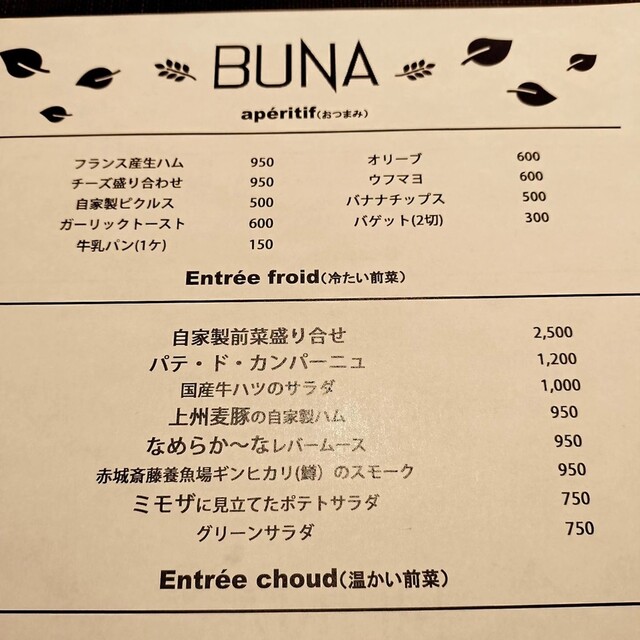 BUNA
apéritif(おつまみ)
フランス産生ハム 950 オリーブ 600
チーズ盛り合わせ 950 ウフマヨ 600
自家製ピクルス 500 バナナチップス 500
ガーリックトースト 600 バゲット(2切) 300
牛乳パン(1ケ) 150
Entrée froid(冷たい前菜)
自家製前菜盛り合せ 2,500
パテ・ド・カンパーニュ 1,200
国産牛ハツのサラダ 1,000
上州麦豚の自家製ハム 950
なめらか〜なレバームース 950
赤城斎藤養魚場ギンヒカリ(鱒）のスモーク 950
ミモザに見立てたポテトサラダ 750
グリーンサラダ 750
Entrée choud(温かい前菜)